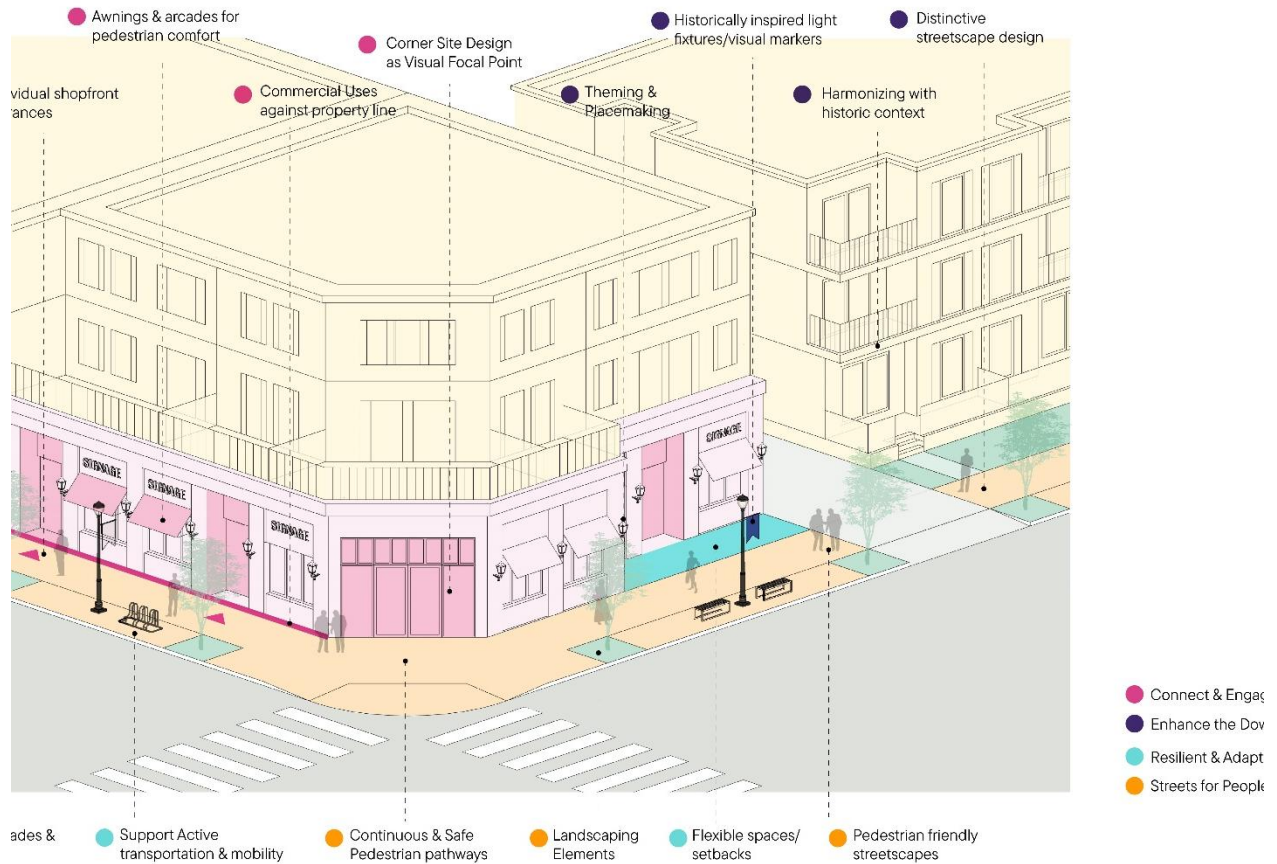 Awnings & arcades for
pedestrian comfort
Corner Site Design
as Visual Focal Point
Historically inspired light
fixtures/visual markers
Distinctive
streetscape design
vidual shopfront
rances
Commercial Uses
against property line
Theming &
Placemaking
Harmonizing with
historic context
SIGNAGE
SIGNAGE
SIGNAGE
SIGNAGE
Connect & Engag
Enhance the Dow
Resilient & Adapt
Streets for People
ades &
Support Active
transportation & mobility
Continuous & Safe
Pedestrian pathways
Landscaping
Elements
Flexible spaces/
setbacks
Pedestrian friendly
streetscapes